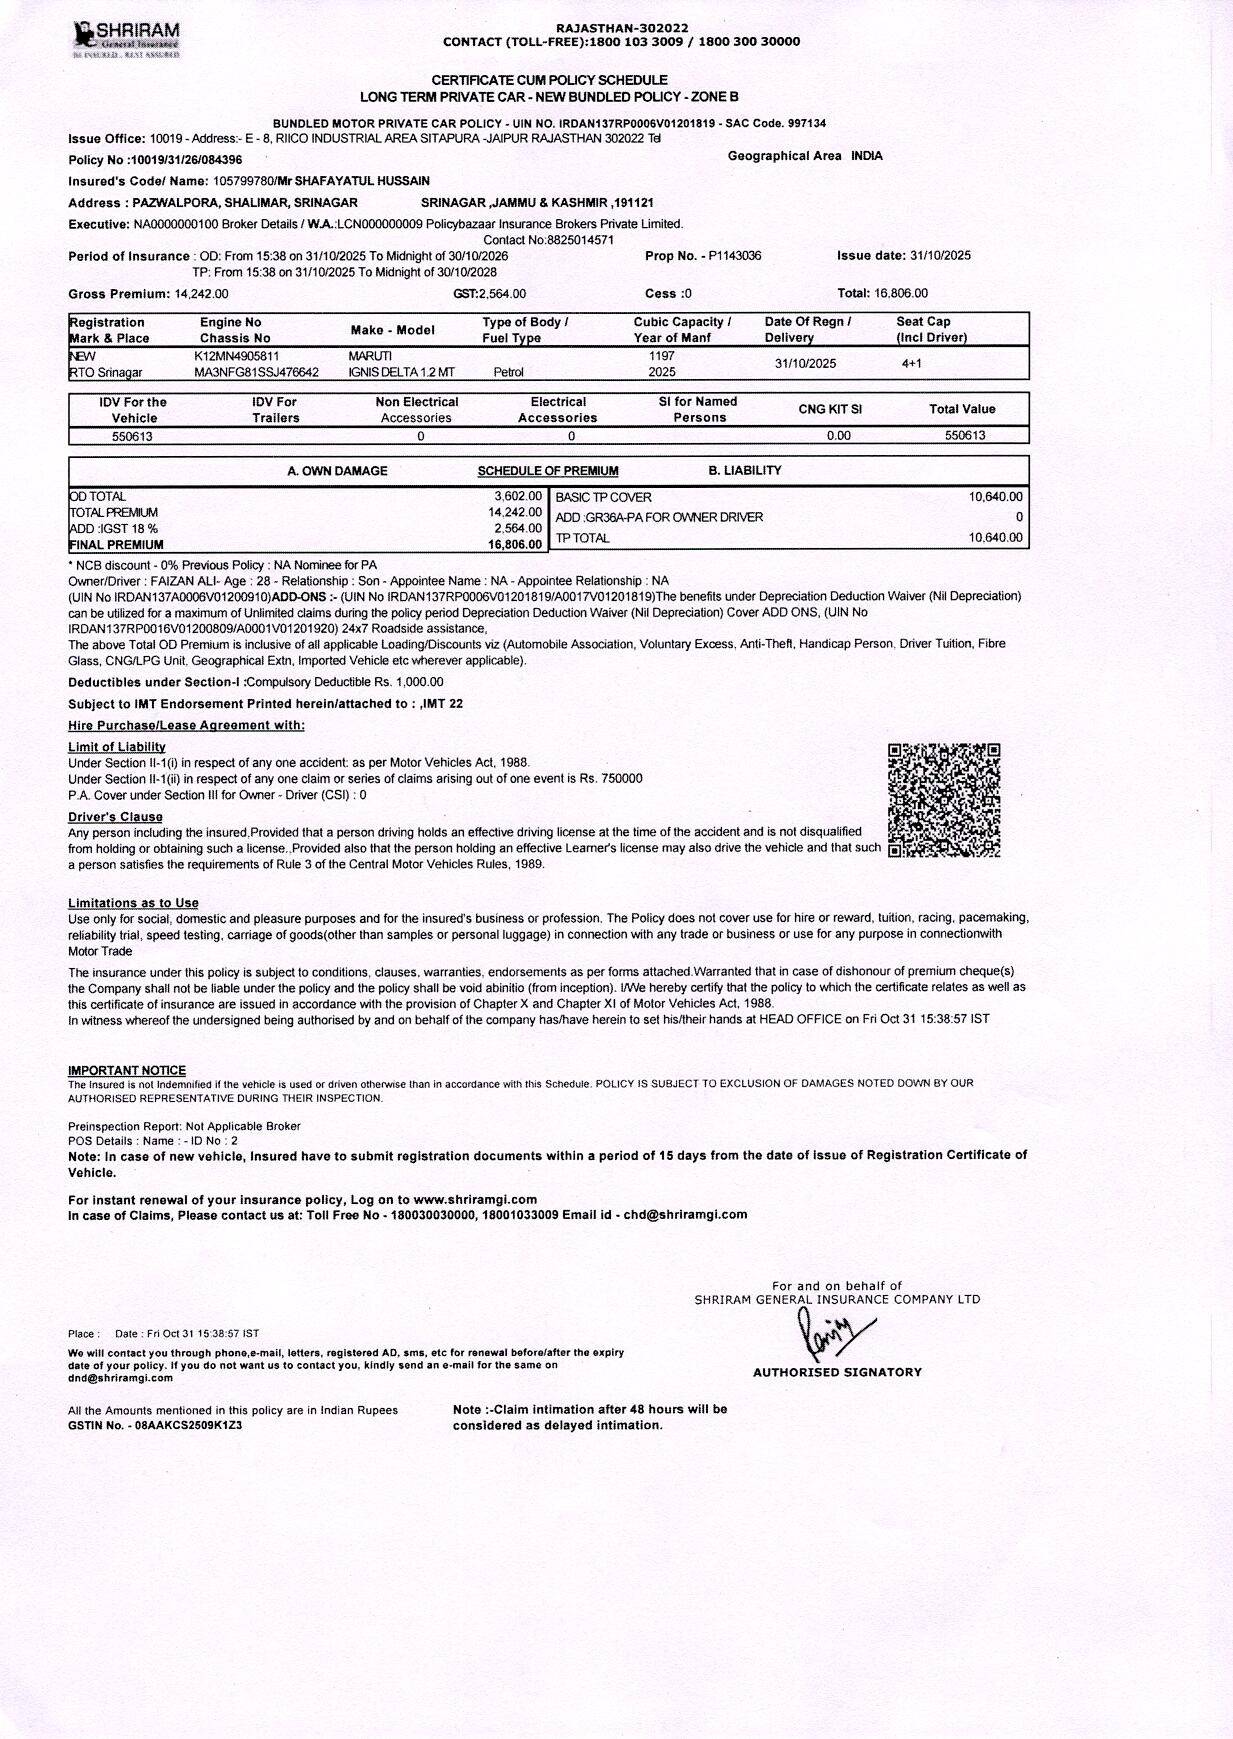 SHRIRAM
General Insurance
BE INSURED.. REST ASSURED
RAJASTHAN-302022
CONTACT (TOLL-FREE):1800 103 3009 / 1800 300 30000
CERTIFICATE CUM POLICY SCHEDULE
LONG TERM PRIVATE CAR - NEW BUNDLED POLICY - ZONE B
BUNDLED MOTOR PRIVATE CAR POLICY - UIN NO. IRDAN137RP0006V01201819 - SAC Code. 997134
Issue Office: 10019 - Address:- E - 8, RIICO INDUSTRIAL AREA SITAPURA -JAIPUR RAJASTHAN 302022 Tel
Policy No :10019/31/26/084396 Geographical Area INDIA
Insured's Code/ Name: 105799780/Mr SHAFAYATUL HUSSAIN
Address : PAZWALPORA, SHALIMAR, SRINAGAR SRINAGAR ,JAMMU & KASHMIR ,191121
Executive: NA0000000100 Broker Details / W.A.:LCN000000009 Policybazaar Insurance Brokers Private Limited.
Contact No:8825014571
Period of Insurance : OD: From 15:38 on 31/10/2025 To Midnight of 30/10/2026 Prop No. - P1143036 Issue date: 31/10/2025
TP: From 15:38 on 31/10/2025 To Midnight of 30/10/2028
Gross Premium: 14,242.00 GST:2,564.00 Cess :0 Total: 16,806.00
Registration Engine No Make - Model Type of Body / Cubic Capacity / Date Of Regn / Seat Cap
Mark & Place Chassis No Fuel Type Year of Manf Delivery (Incl Driver)
NEW K12MN4905811 MARUTI 1197 31/10/2025 4+1
RTO Srinagar MA3NFG81SSJ476642 IGNIS DELTA 1.2 MT Petrol 2025
IDV For the IDV For Non Electrical Electrical SI for Named CNG KIT SI Total Value
Vehicle Trailers Accessories Accessories Persons
550613 0 0 0.00 550613
A. OWN DAMAGE SCHEDULE OF PREMIUM B. LIABILITY
OD TOTAL 3,602.00 BASIC TP COVER 10,640.00
TOTAL PREMIUM 14,242.00 ADD :GR36A-PA FOR OWNER DRIVER 0
ADD :IGST 18 % 2,564.00
FINAL PREMIUM 16,806.00 TP TOTAL 10,640.00
* NCB discount - 0% Previous Policy : NA Nominee for PA
Owner/Driver : FAIZAN ALI- Age : 28 - Relationship : Son - Appointee Name : NA - Appointee Relationship : NA
(UIN No IRDAN137A0006V01200910)ADD-ONS :- (UIN No IRDAN137RP0006V01201819/A0017V01201819)The benefits under Depreciation Deduction Waiver (Nil Depreciation)
can be utilized for a maximum of Unlimited claims during the policy period Depreciation Deduction Waiver (Nil Depreciation) Cover ADD ONS, (UIN No
IRDAN137RP0016V01200809/A0001V01201920) 24x7 Roadside assistance,
The above Total OD Premium is inclusive of all applicable Loading/Discounts viz (Automobile Association, Voluntary Excess, Anti-Theft, Handicap Person, Driver Tuition, Fibre
Glass, CNG/LPG Unit, Geographical Extn, Imported Vehicle etc wherever applicable).
Deductibles under Section-I :Compulsory Deductible Rs. 1,000.00
Subject to IMT Endorsement Printed herein/attached to : ,IMT 22
Hire Purchase/Lease Agreement with:
Limit of Liability
Under Section II-1(i) in respect of any one accident: as per Motor Vehicles Act, 1988.
Under Section II-1(ii) in respect of any one claim or series of claims arising out of one event is Rs. 750000
P.A. Cover under Section III for Owner - Driver (CSI) : 0
Driver's Clause
Any person including the insured,Provided that a person driving holds an effective driving license at the time of the accident and is not disqualified
from holding or obtaining such a license.,Provided also that the person holding an effective Learner's license may also drive the vehicle and that such
a person satisfies the requirements of Rule 3 of the Central Motor Vehicles Rules, 1989.
Limitations as to Use
Use only for social, domestic and pleasure purposes and for the insured's business or profession. The Policy does not cover use for hire or reward, tuition, racing, pacemaking,
reliability trial, speed testing, carriage of goods(other than samples or personal luggage) in connection with any trade or business or use for any purpose in connectionwith
Motor Trade
The insurance under this policy is subject to conditions, clauses, warranties, endorsements as per forms attached.Warranted that in case of dishonour of premium cheque(s)
the Company shall not be liable under the policy and the policy shall be void abinitio (from inception). I/We hereby certify that the policy to which the certificate relates as well as
this certificate of insurance are issued in accordance with the provision of Chapter X and Chapter XI of Motor Vehicles Act, 1988.
In witness whereof the undersigned being authorised by and on behalf of the company has/have herein to set his/their hands at HEAD OFFICE on Fri Oct 31 15:38:57 IST
IMPORTANT NOTICE
The Insured is not Indemnified if the vehicle is used or driven otherwise than in accordance with this Schedule. POLICY IS SUBJECT TO EXCLUSION OF DAMAGES NOTED DOWN BY OUR
AUTHORISED REPRESENTATIVE DURING THEIR INSPECTION.
Preinspection Report: Not Applicable Broker
POS Details : Name : - ID No : 2
Note: In case of new vehicle, Insured have to submit registration documents within a period of 15 days from the date of issue of Registration Certificate of
Vehicle.
For instant renewal of your insurance policy, Log on to www.shriramgi.com
In case of Claims, Please contact us at: Toll Free No - 180030030000, 18001033009 Email id - chd@shriramgi.com
For and on behalf of
SHRIRAM GENERAL INSURANCE COMPANY LTD
Place : Date : Fri Oct 31 15:38:57 IST
We will contact you through phone,e-mail, letters, registered AD, sms, etc for renewal before/after the expiry
date of your policy. If you do not want us to contact you, kindly send an e-mail for the same on
dnd@shriramgi.com
AUTHORISED SIGNATORY
All the Amounts mentioned in this policy are in Indian Rupees
GSTIN No. - 08AAKCS2509K1Z3
Note :-Claim intimation after 48 hours will be
considered as delayed intimation.